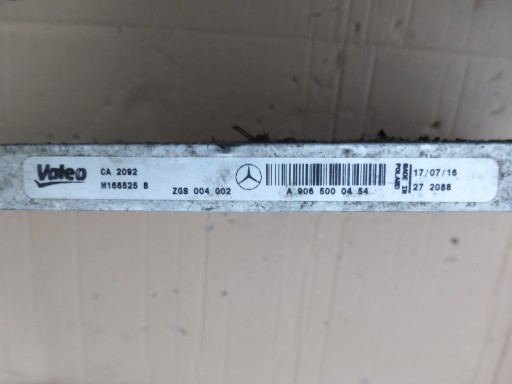 Valeo
CA 2092
M166525 B
ZGS 004 002
A 906 500 04 54
MADE IN
POLAND
17/07/16
27 2088